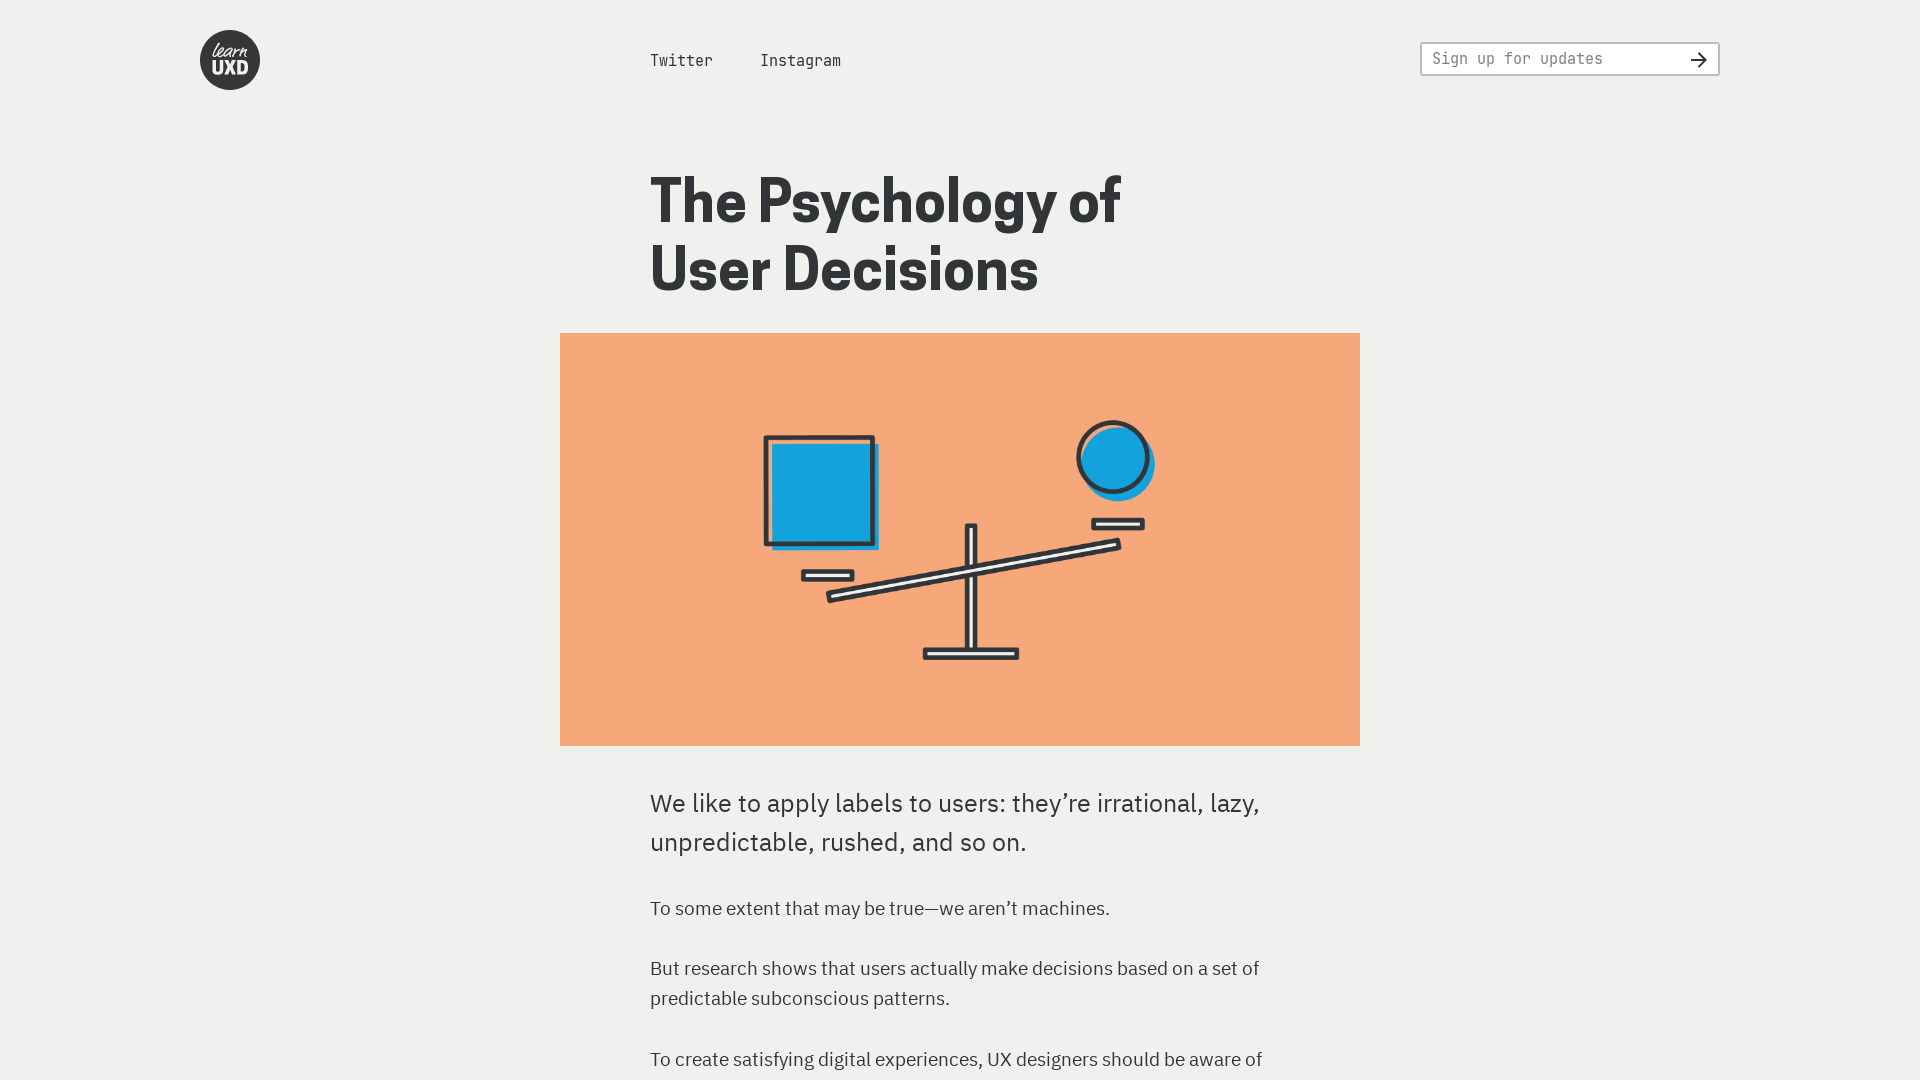 learn
UXD
Twitter
Instagram
Sign up for updates
The Psychology of
User Decisions
We like to apply labels to users: they’re irrational, lazy,
unpredictable, rushed, and so on.
To some extent that may be true—we aren’t machines.
But research shows that users actually make decisions based on a set of
predictable subconscious patterns.
To create satisfying digital experiences, UX designers should be aware of